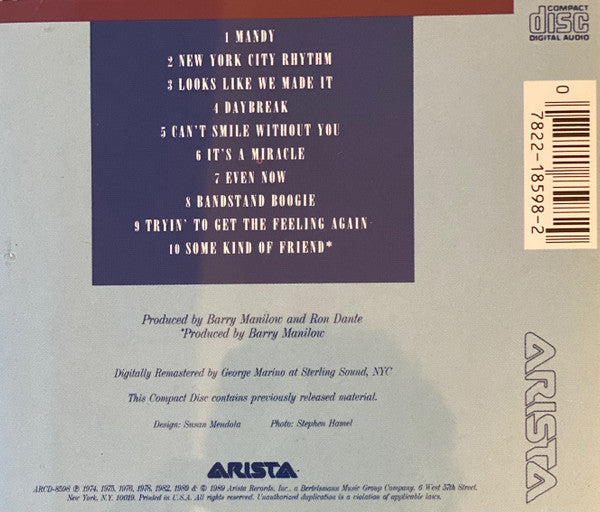 COMPACT
disc
DIGITAL AUDIO
1 MANDY
2 NEW YORK CITY RHYTHM
3 LOOKS LIKE WE MADE IT
4 DAYBREAK
5 CAN'T SMILE WITHOUT YOU
6 IT'S A MIRACLE
7 EVEN NOW
8 BANDSTAND BOOGIE
9 TRYIN' TO GET THE FEELING AGAIN
10 SOME KIND OF FRIEND*
0 7822-18598-2
Produced by Barry Manilow and Ron Dante
*Produced by Barry Manilow
Digitally Remastered by George Marino at Sterling Sound, NYC
This Compact Disc contains previously released material.
Design: Susan Mendola Photo: Stephen Hamel
ARISTA
ARISTA
ARCD-8598 ℗ 1974, 1975, 1976, 1978, 1982, 1989 & © 1989 Arista Records, Inc., a Bertelsmann Music Group Company. 6 West 57th Street,
New York, N.Y. 10019. Printed in U.S.A. All rights reserved. Unauthorized duplication is a violation of applicable laws.